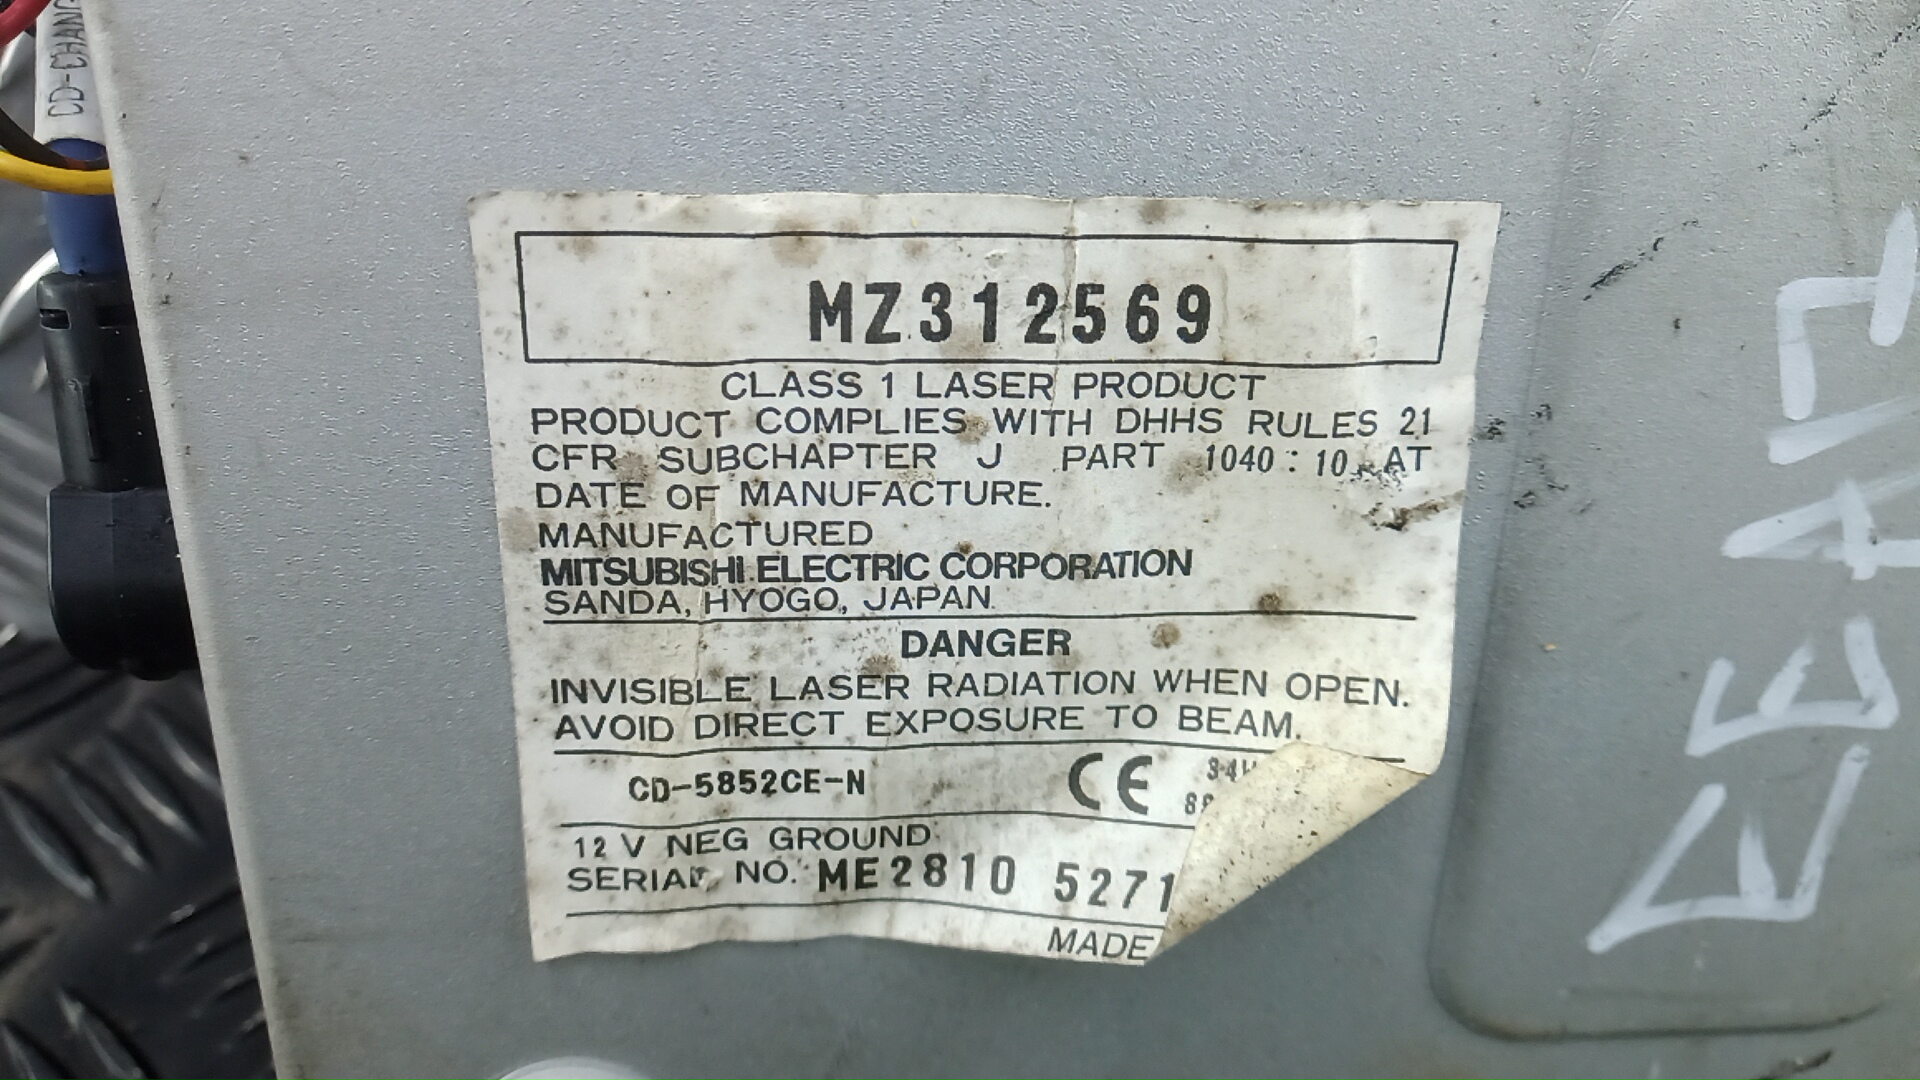 CD-CHANG
MZ312569
CLASS 1 LASER PRODUCT
PRODUCT COMPLIES WITH DHHS RULES 21
CFR SUBCHAPTER J PART 1040:10 AT
DATE OF MANUFACTURE.
MANUFACTURED
MITSUBISHI ELECTRIC CORPORATION
SANDA, HYOGO, JAPAN.
DANGER
INVISIBLE LASER RADIATION WHEN OPEN.
AVOID DIRECT EXPOSURE TO BEAM.
CD-5852CE-N CE
12 V NEG GROUND
SERIAL NO. ME2810 5271
MADE